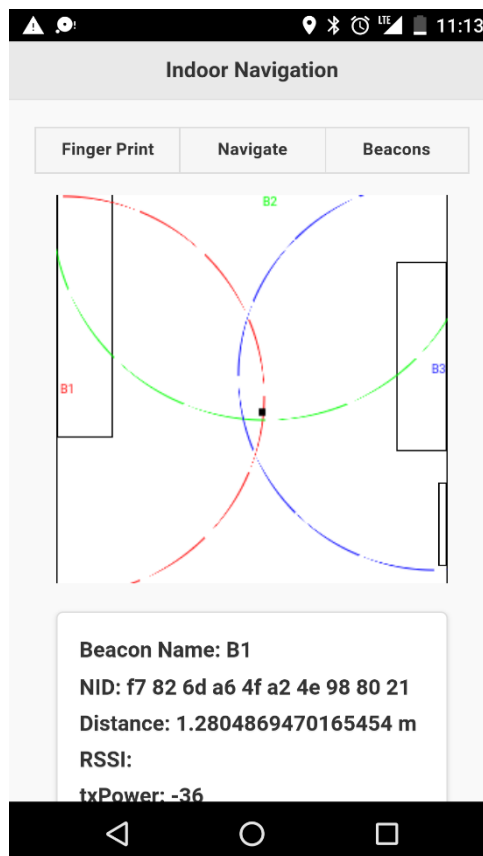 LTE 11:13
Indoor Navigation
Finger Print Navigate Beacons
B2
B3
B1
Beacon Name: B1
NID: f7 82 6d a6 4f a2 4e 98 80 21
Distance: 1.2804869470165454 m
RSSI:
txPower: -36